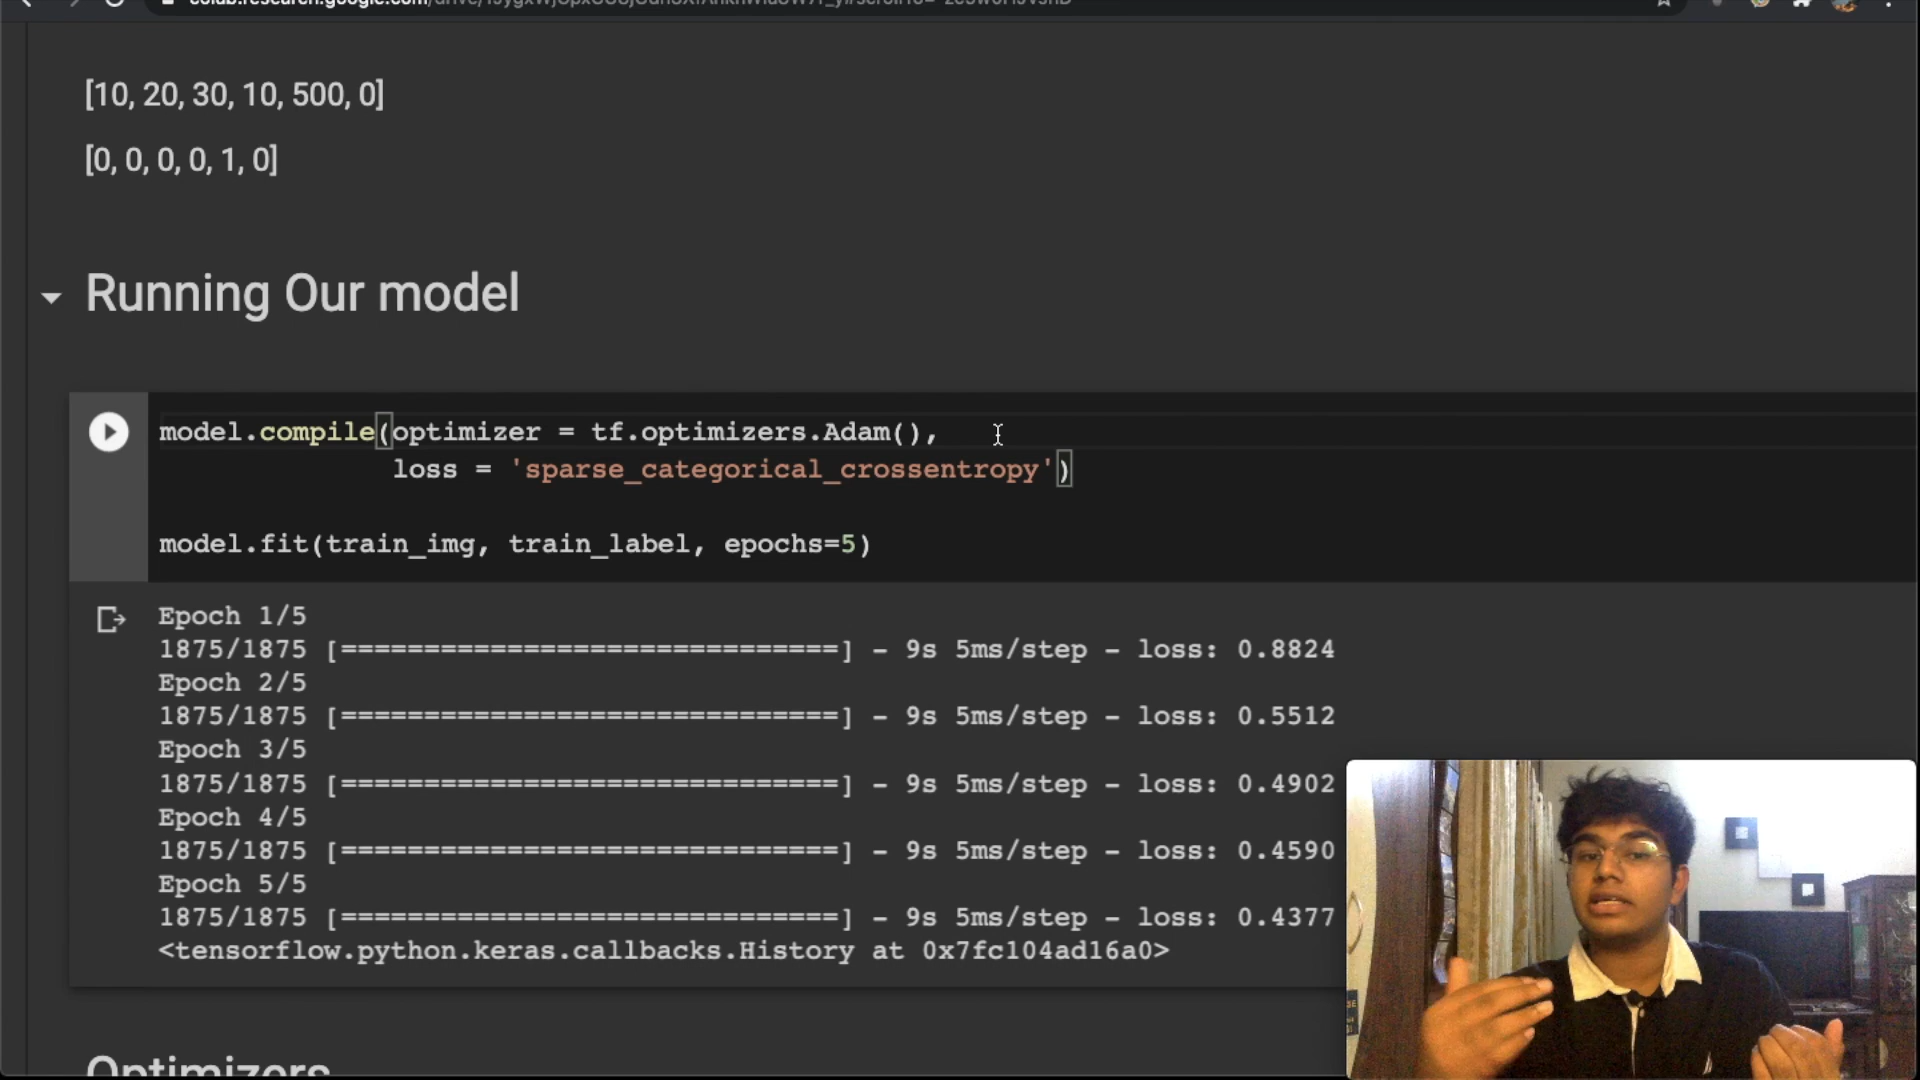 [10, 20, 30, 10, 500, 0]
[0, 0, 0, 0, 1, 0]
Running Our model
model.compile(optimizer = tf.optimizers.Adam(),
loss = 'sparse_categorical_crossentropy')
model.fit(train_img, train_label, epochs=5)
Epoch 1/5
1875/1875 [==============================] - 9s 5ms/step - loss: 0.8824
Epoch 2/5
1875/1875 [==============================] - 9s 5ms/step - loss: 0.5512
Epoch 3/5
1875/1875 [==============================] - 9s 5ms/step - loss: 0.4902
Epoch 4/5
1875/1875 [==============================] - 9s 5ms/step - loss: 0.4590
Epoch 5/5
1875/1875 [==============================] - 9s 5ms/step - loss: 0.4377
<tensorflow.python.keras.callbacks.History at 0x7fc104ad16a0>
Optimizers